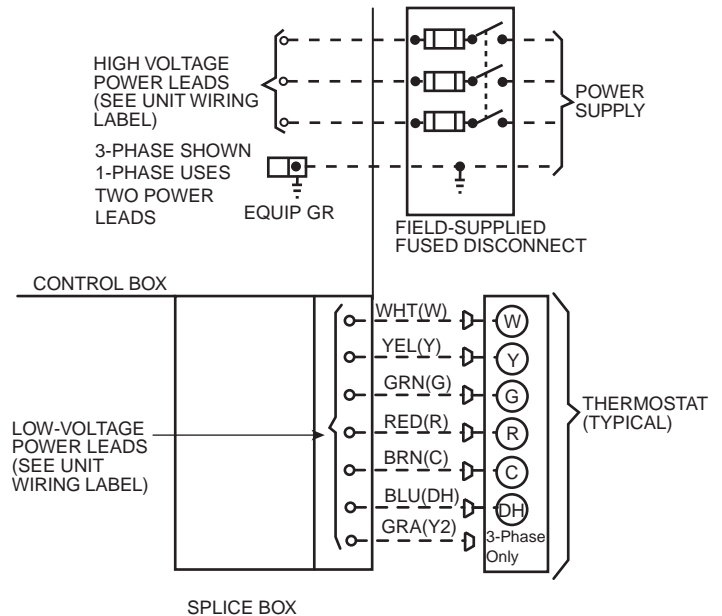 HIGH VOLTAGE
POWER LEADS
(SEE UNIT WIRING
LABEL)
POWER
SUPPLY
3-PHASE SHOWN
1-PHASE USES
TWO POWER
LEADS
EQUIP GR
FIELD-SUPPLIED
FUSED DISCONNECT
CONTROL BOX
WHT(W)
W
YEL(Y)
Y
GRN(G)
G
RED(R)
R
BRN(C)
C
BLU(DH)
DH
GRA(Y2)
3-Phase
Only
THERMOSTAT
(TYPICAL)
LOW-VOLTAGE
POWER LEADS
(SEE UNIT
WIRING LABEL)
SPLICE BOX